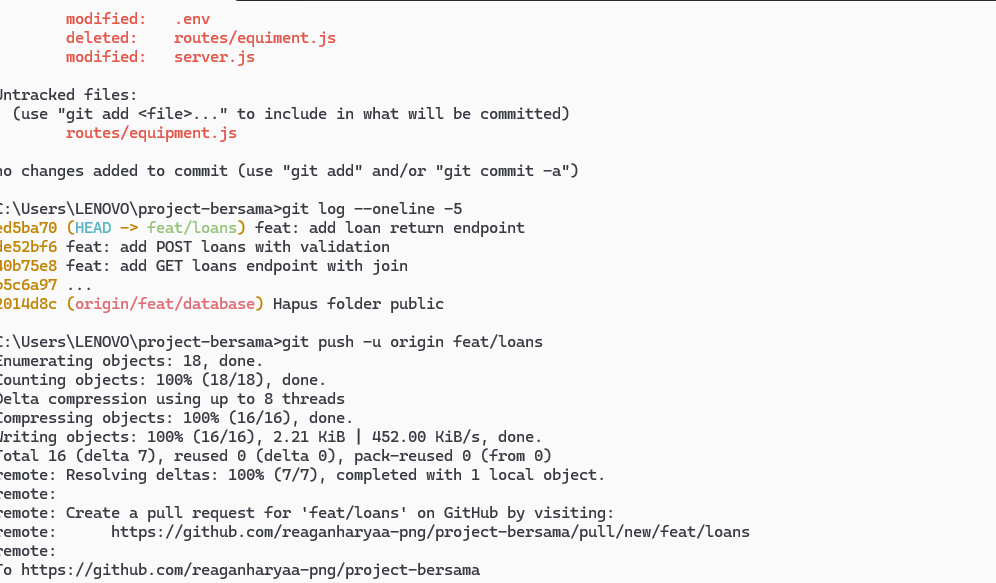 modified:   .env
deleted:    routes/equiment.js
modified:   server.js
Untracked files:
(use "git add <file>..." to include in what will be committed)
routes/equipment.js
no changes added to commit (use "git add" and/or "git commit -a")
C:\Users\LENOVO\project-bersama>git log --oneline -5
ed5ba70 (HEAD -> feat/loans) feat: add loan return endpoint
de52bf6 feat: add POST loans with validation
40b75e8 feat: add GET loans endpoint with join
b5c6a97 ...
2014d8c (origin/feat/database) Hapus folder public
C:\Users\LENOVO\project-bersama>git push -u origin feat/loans
Enumerating objects: 18, done.
Counting objects: 100% (18/18), done.
Delta compression using up to 8 threads
Compressing objects: 100% (16/16), done.
Writing objects: 100% (16/16), 2.21 KiB | 452.00 KiB/s, done.
Total 16 (delta 7), reused 0 (delta 0), pack-reused 0 (from 0)
remote: Resolving deltas: 100% (7/7), completed with 1 local object.
remote:
remote: Create a pull request for 'feat/loans' on GitHub by visiting:
remote:      https://github.com/reaganharyaa-png/project-bersama/pull/new/feat/loans
remote:
To https://github.com/reaganharyaa-png/project-bersama